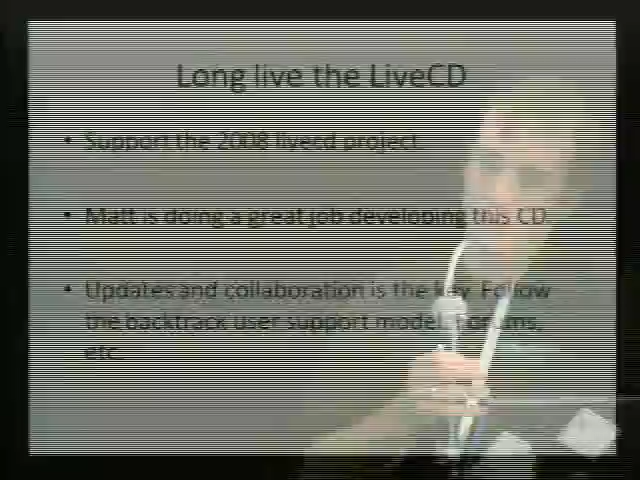 Long live the LiveCD
• Support the 2008 livecd project.
• Matt is doing a great job developing this CD.
• Updates and collaboration is the key. Follow
the backtrack user support model. Forums,
etc.